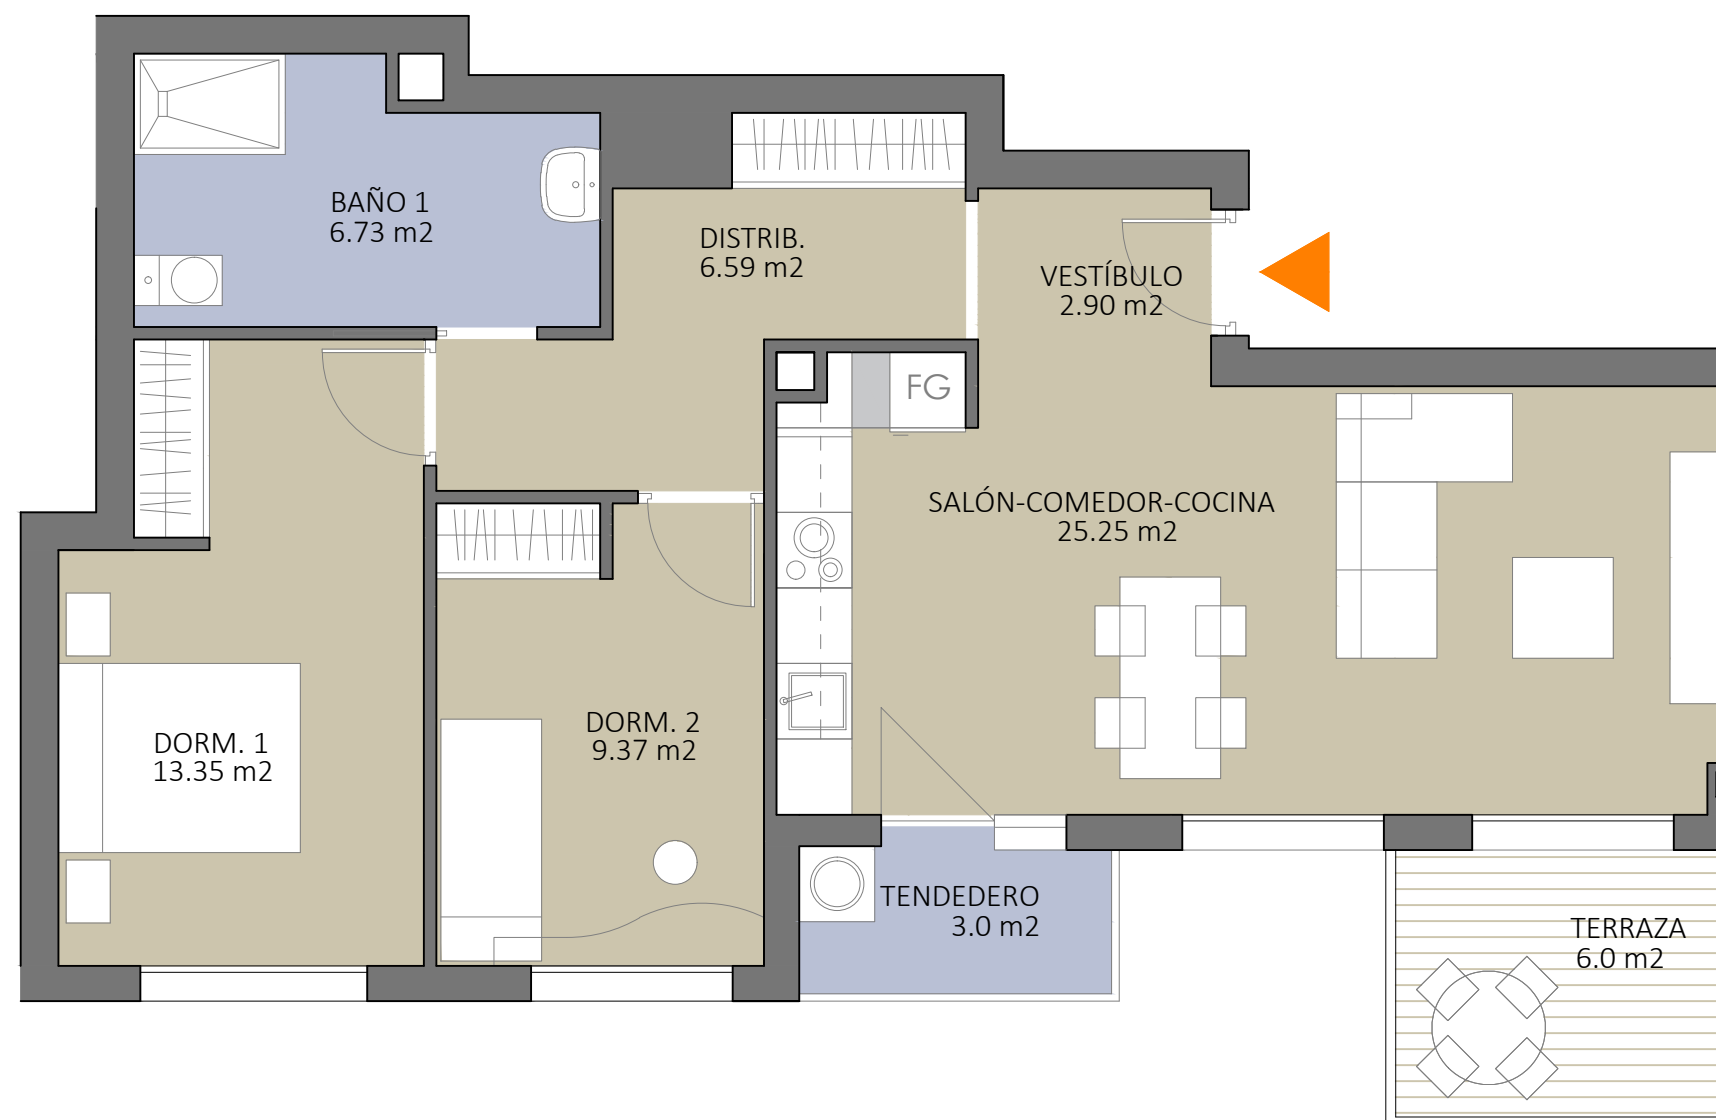 BAÑO 1
6.73 m2
DISTRIB.
6.59 m2
VESTÍBULO
2.90 m2
FG
SALÓN-COMEDOR-COCINA
25.25 m2
DORM. 1
13.35 m2
DORM. 2
9.37 m2
TENDEDERO
3.0 m2
TERRAZA
6.0 m2